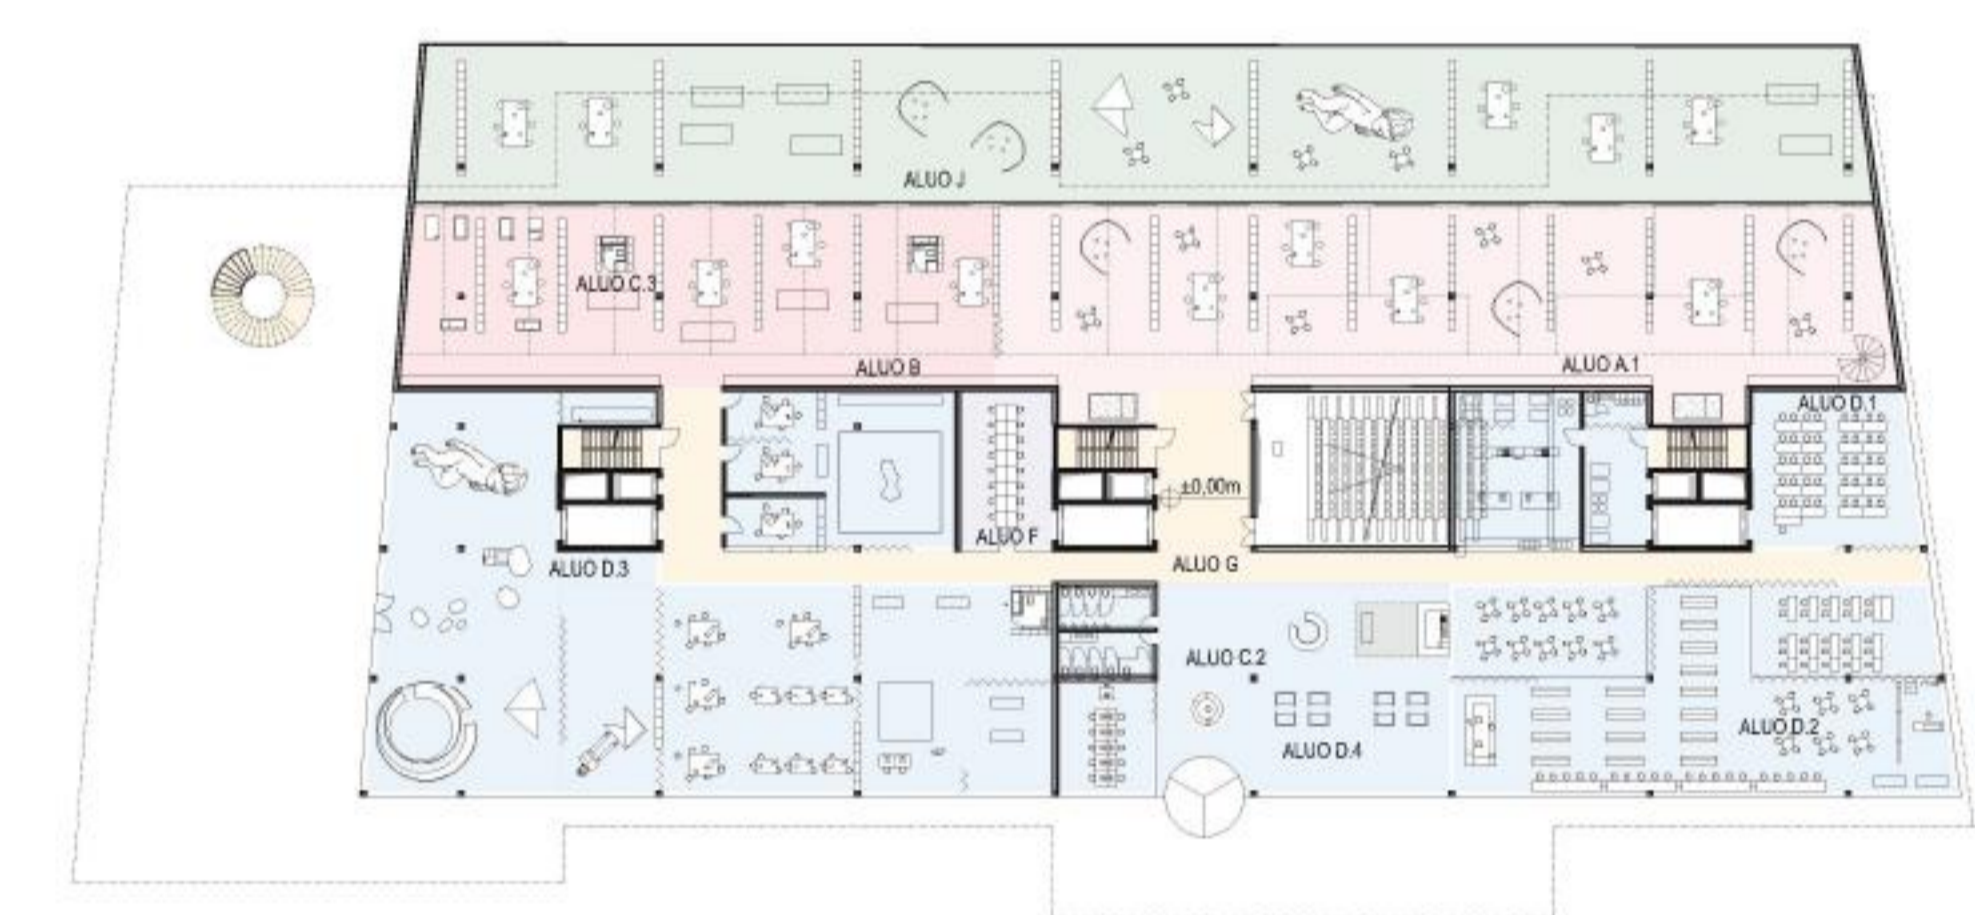 ALUO J
ALUO C.3
ALUO B
ALUO A.1
ALUO D.1
±0,00m
ALUO F
ALUO G
ALUO D.3
ALUO C.2
ALUO D.2
ALUO D.4